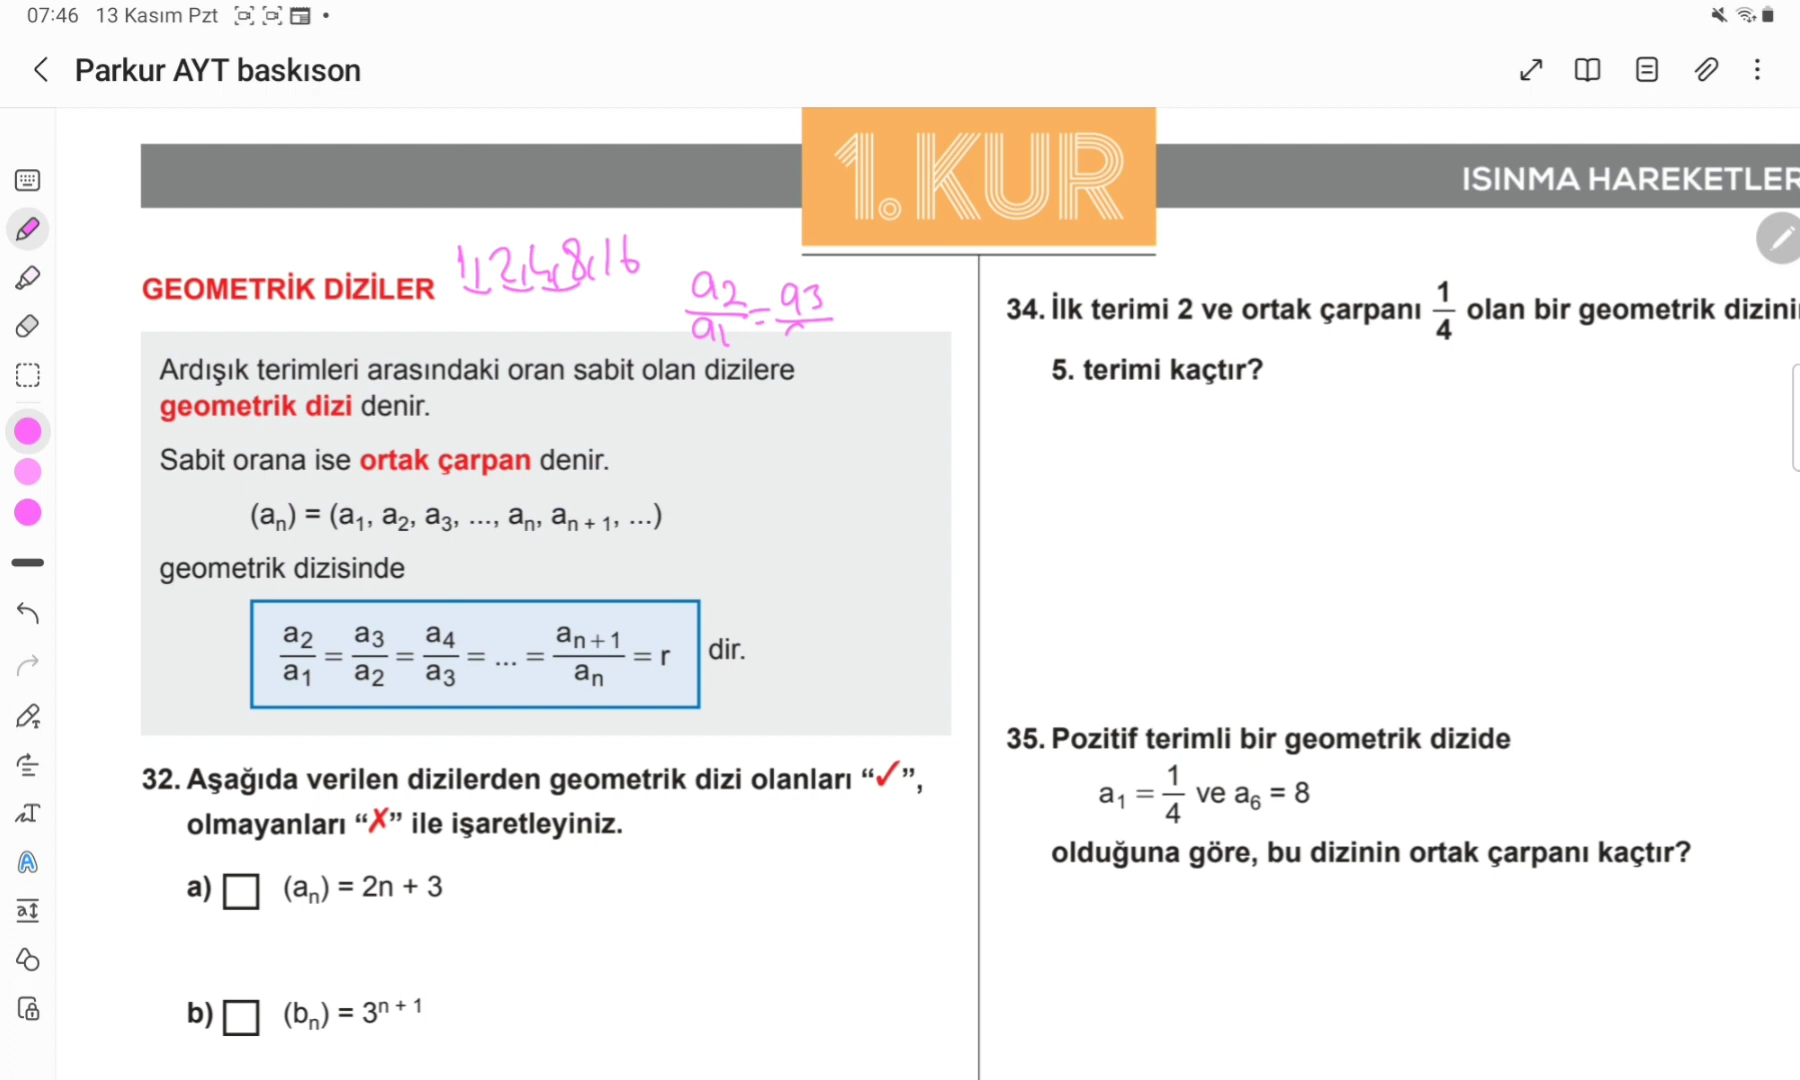 07:46 13 Kasım Pzt
Parkur AYT baskıson
1.KUR
ISINMA HAREKETLER
GEOMETRİK DİZİLER
1,2,4,8,16
a2/a1 = a3/
Ardışık terimleri arasındaki oran sabit olan dizilere
geometrik dizi denir.
Sabit orana ise ortak çarpan denir.
(aₙ) = (a₁, a₂, a₃, ..., aₙ, aₙ ₊ ₁, ...)
geometrik dizisinde
a₂/a₁ = a₃/a₂ = a₄/a₃ = ... = aₙ₊₁/aₙ = r dir.
32. Aşağıda verilen dizilerden geometrik dizi olanları “✓”,
olmayanları “✗” ile işaretleyiniz.
a) ☐ (aₙ) = 2n + 3
b) ☐ (bₙ) = 3ⁿ ⁺ ¹
34. İlk terimi 2 ve ortak çarpanı 1/4 olan bir geometrik dizini
5. terimi kaçtır?
35. Pozitif terimli bir geometrik dizide
a₁ = 1/4 ve a₆ = 8
olduğuna göre, bu dizinin ortak çarpanı kaçtır?